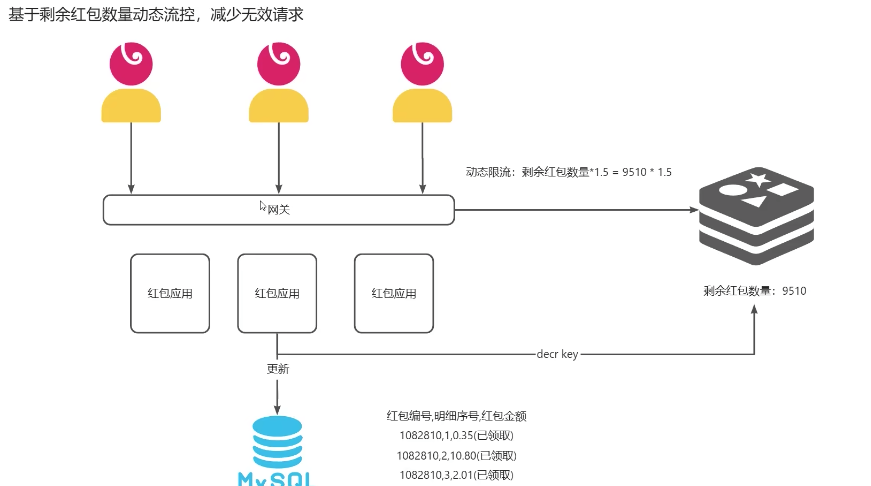 基于剩余红包数量动态流控，减少无效请求
动态限流：剩余红包数量*1.5 = 9510 * 1.5
网关
红包应用
红包应用
红包应用
剩余红包数量：9510
decr key
更新
红包编号,明细序号,红包金额
1082810,1,0.35(已领取)
1082810,2,10.80(已领取)
1082810,3,2.01(已领取)
MySQL